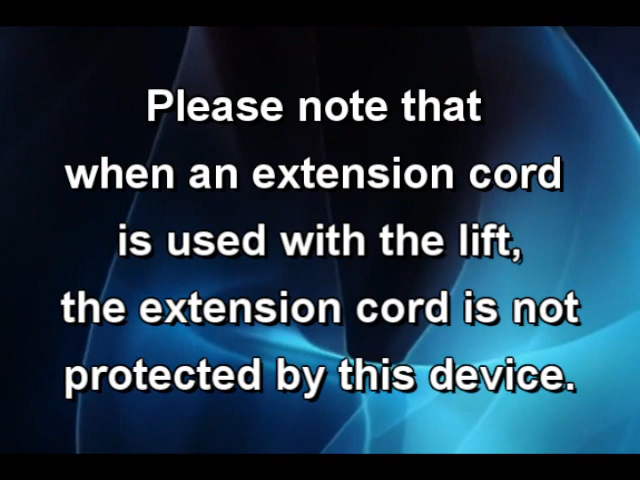 Please note that
when an extension cord
is used with the lift,
the extension cord is not
protected by this device.